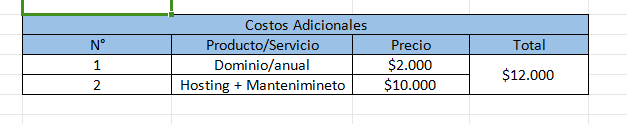 Costos Adicionales
N° Producto/Servicio Precio Total
1 Dominio/anual $2.000 $12.000
2 Hosting + Mantenimineto $10.000